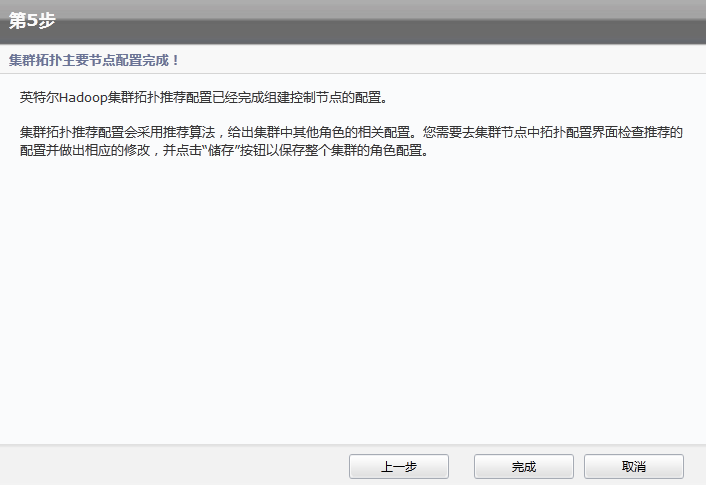 第5步
集群拓扑主要节点配置完成！
英特尔Hadoop集群拓扑推荐配置已经完成组建控制节点的配置。
集群拓扑推荐配置会采用推荐算法，给出集群中其他角色的相关配置。您需要去集群节点中拓扑配置界面检查推荐的
配置并做出相应的修改，并点击“储存”按钮以保存整个集群的角色配置。
上一步 完成 取消